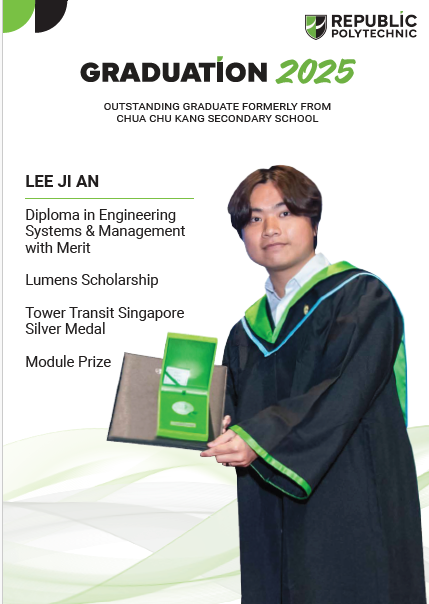 REPUBLIC
POLYTECHNIC
GRADUATION 2025
OUTSTANDING GRADUATE FORMERLY FROM
CHUA CHU KANG SECONDARY SCHOOL
LEE JI AN
Diploma in Engineering
Systems & Management
with Merit
Lumens Scholarship
Tower Transit Singapore
Silver Medal
Module Prize